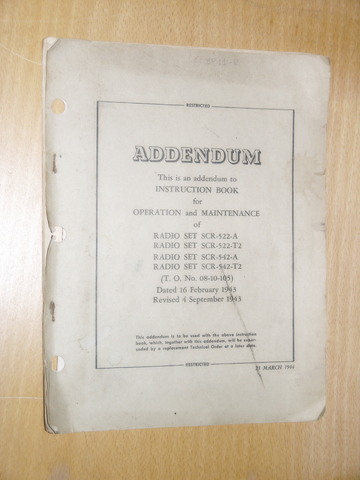 RESTRICTED
ADDENDUM
This is an addendum to
INSTRUCTION BOOK
for
OPERATION and MAINTENANCE
of
RADIO SET SCR-522-A
RADIO SET SCR-522-T2
RADIO SET SCR-542-A
RADIO SET SCR-542-T2
(T. O. No. 08-10-105)
Dated 16 February 1943
Revised 4 September 1943
This addendum is to be used with the above instruction
book, which, together with this addendum, will be super-
seded by a replacement Technical Order at a later date.
RESTRICTED
25 MARCH 1944